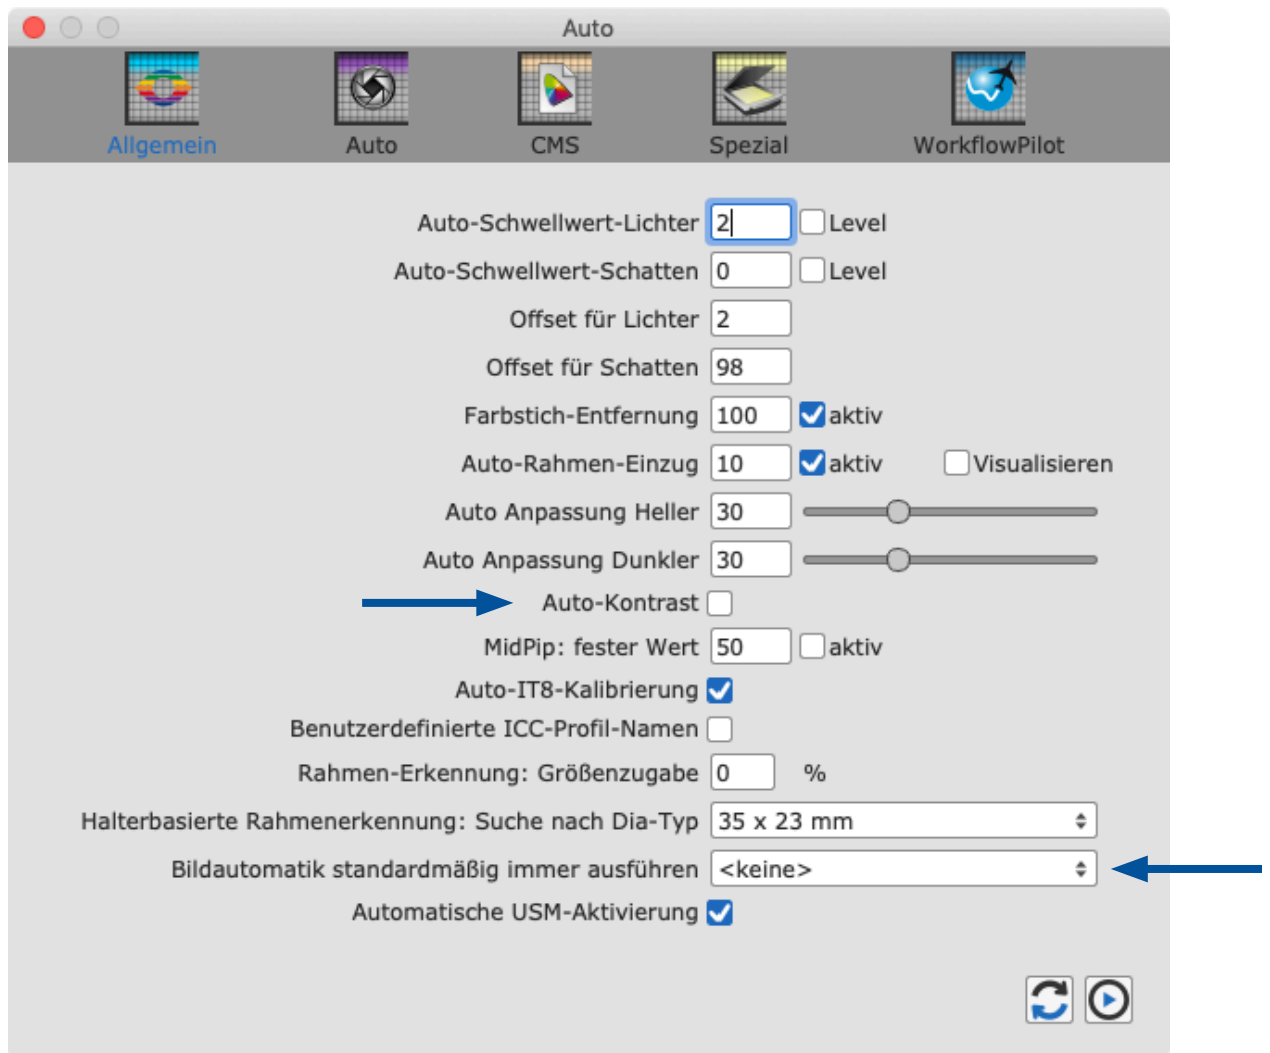 Auto
Allgemein Auto CMS Spezial WorkflowPilot
Auto-Schwellwert-Lichter 2 Level
Auto-Schwellwert-Schatten 0 Level
Offset für Lichter 2
Offset für Schatten 98
Farbstich-Entfernung 100 aktiv
Auto-Rahmen-Einzug 10 aktiv Visualisieren
Auto Anpassung Heller 30
Auto Anpassung Dunkler 30
Auto-Kontrast
MidPip: fester Wert 50 aktiv
Auto-IT8-Kalibrierung
Benutzerdefinierte ICC-Profil-Namen
Rahmen-Erkennung: Größenzugabe 0 %
Halterbasierte Rahmenerkennung: Suche nach Dia-Typ 35 x 23 mm
Bildautomatik standardmäßig immer ausführen <keine>
Automatische USM-Aktivierung